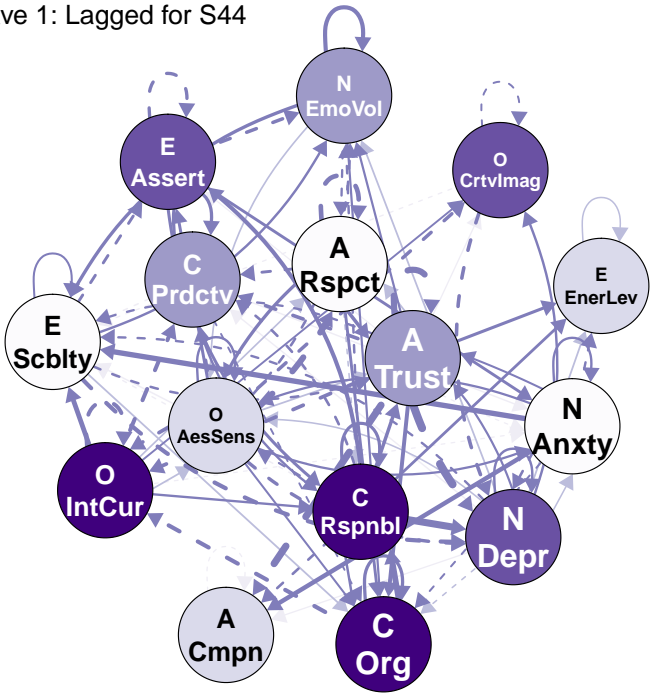 ve 1: Lagged for S44
N
EmoVol
E
Assert
O
CrtvImag
A
Rspct
C
Prdctv
E
EnerLev
E
Scblty
A
Trust
O
AesSens
N
Anxty
O
IntCur
C
Rspnbl
N
Depr
A
Cmpn
C
Org